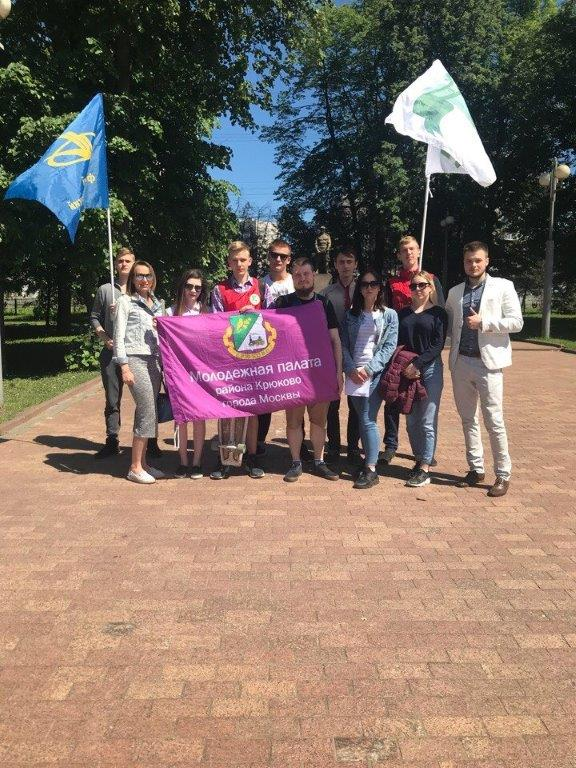 Молодежная палата
района Крюково
города Москвы